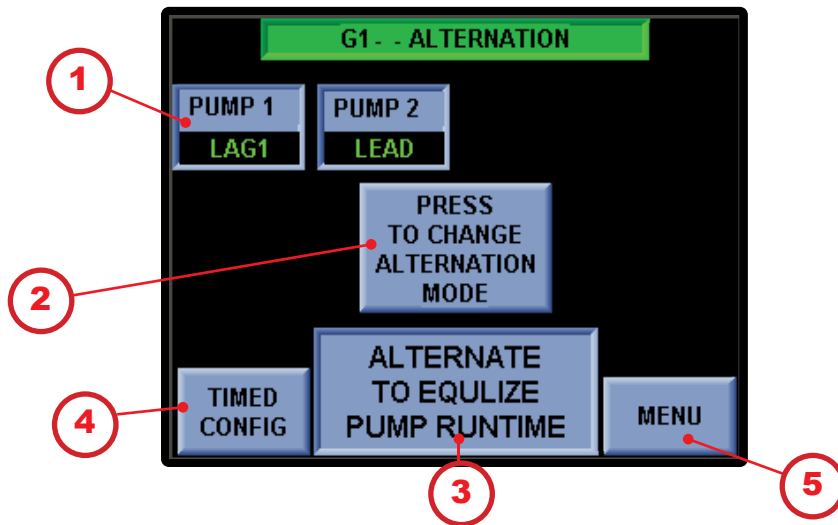 G1 - - ALTERNATION
1
PUMP 1
LAG1
PUMP 2
LEAD
PRESS
TO CHANGE
ALTERNATION
MODE
2
ALTERNATE
TO EQULIZE
PUMP RUNTIME
TIMED
CONFIG
MENU
4
3
5